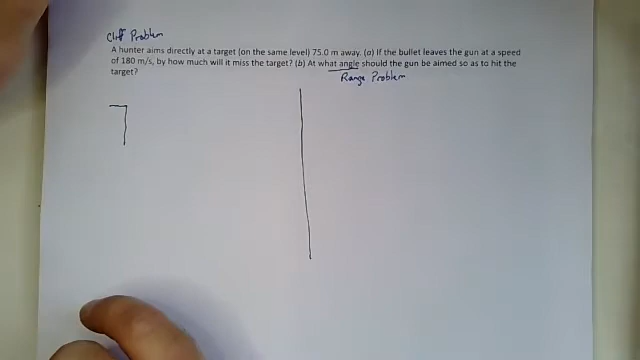 Cliff Problem
A hunter aims directly at a target (on the same level) 75.0 m away. (a) If the bullet leaves the gun at a speed
of 180 m/s, by how much will it miss the target? (b) At what angle should the gun be aimed so as to hit the
target?
Range Problem